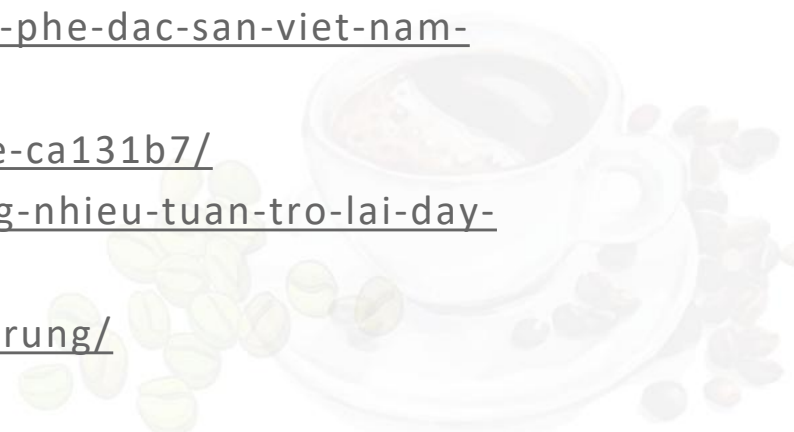 -phe-dac-san-viet-nam-
e-ca131b7/
g-nhieu-tuan-tro-lai-day-
rung/